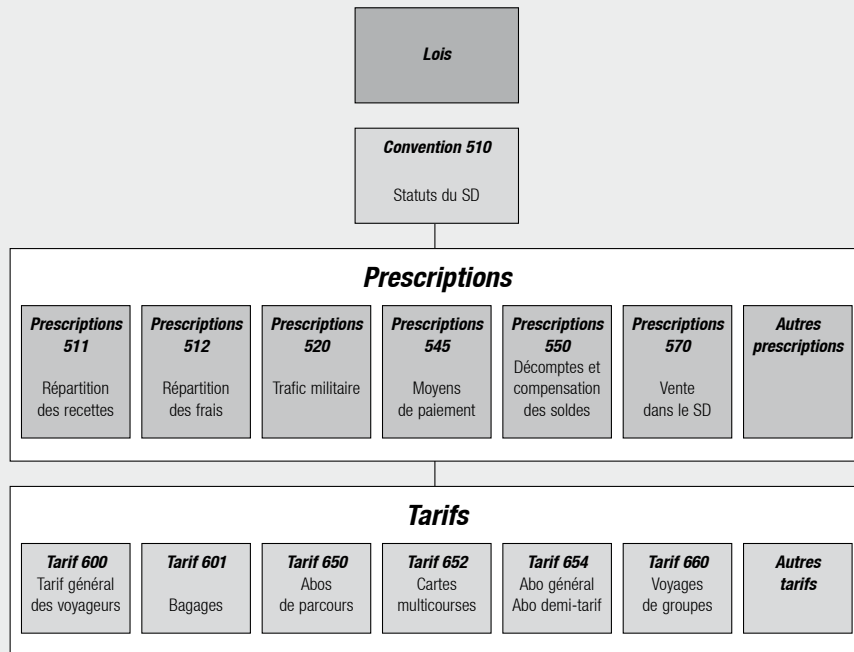 Lois
Convention 510
Statuts du SD
Prescriptions
Prescriptions
511
Répartition
des recettes
Prescriptions
512
Répartition
des frais
Prescriptions
520
Trafic militaire
Prescriptions
545
Moyens
de paiement
Prescriptions
550
Décomptes et
compensation
des soldes
Prescriptions
570
Vente
dans le SD
Autres
prescriptions
Tarifs
Tarif 600
Tarif général
des voyageurs
Tarif 601
Bagages
Tarif 650
Abos
de parcours
Tarif 652
Cartes
multicourses
Tarif 654
Abo général
Abo demi-tarif
Tarif 660
Voyages
de groupes
Autres
tarifs